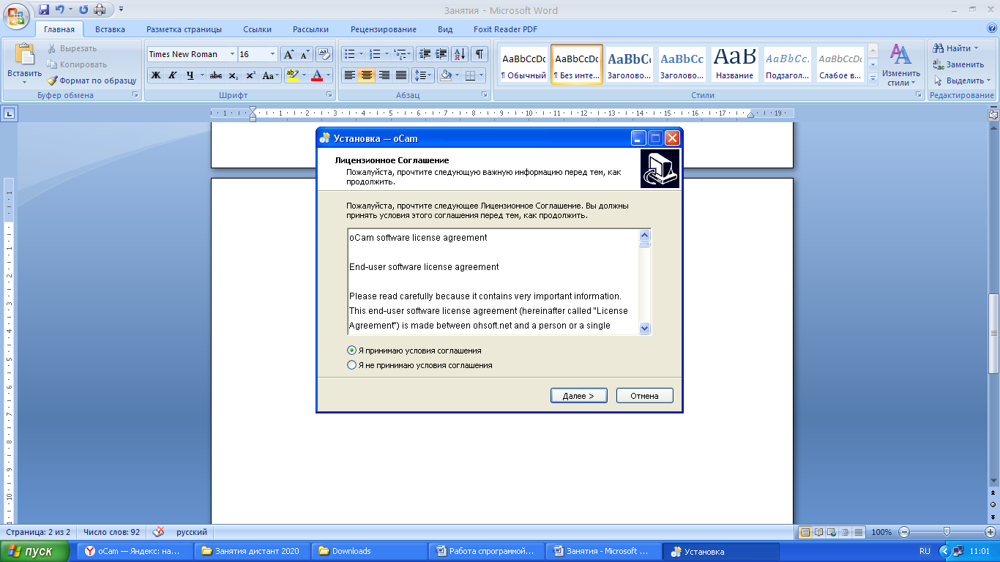 Занятия - Microsoft Word
Главная Вставка Разметка страницы Ссылки Рассылки Рецензирование Вид Foxit Reader PDF
Вставить
Вырезать
Копировать
Формат по образцу
Буфер обмена
Times New Roman 16
Ж К Ч abc x₂ x² Aa
Шрифт
Абзац
AaBbCcDc AaBbCcDc AaBbCc AaBbCc AaB AaBbCc. AaBbCcDc
¶ Обычный ¶ Без инте... Заголово... Заголово... Название Подзагол... Слабое в...
Изменить стили
Стили
Найти
Заменить
Выделить
Редактирование
1 1 2 3 4 5 6 7 8 9 10 11 12 13 14 15 16 17 19
Установка — oCam
Лицензионное Соглашение
Пожалуйста, прочтите следующую важную информацию перед тем, как
продолжить.
Пожалуйста, прочтите следующее Лицензионное Соглашение. Вы должны
принять условия этого соглашения перед тем, как продолжить.
oCam software license agreement
End-user software license agreement
Please read carefully because it contains very important information.
This end-user software license agreement (hereinafter called "License
Agreement") is made between ohsoft.net and a person or a single
Я принимаю условия соглашения
Я не принимаю условия соглашения
Далее > Отмена
Страница: 2 из 2 Число слов: 92 русский 100%
пуск oCam — Яндекс: на... Занятия дистант 2020 Downloads Работа спрограммой... Занятия - Microsoft ... Установка RU 11:01